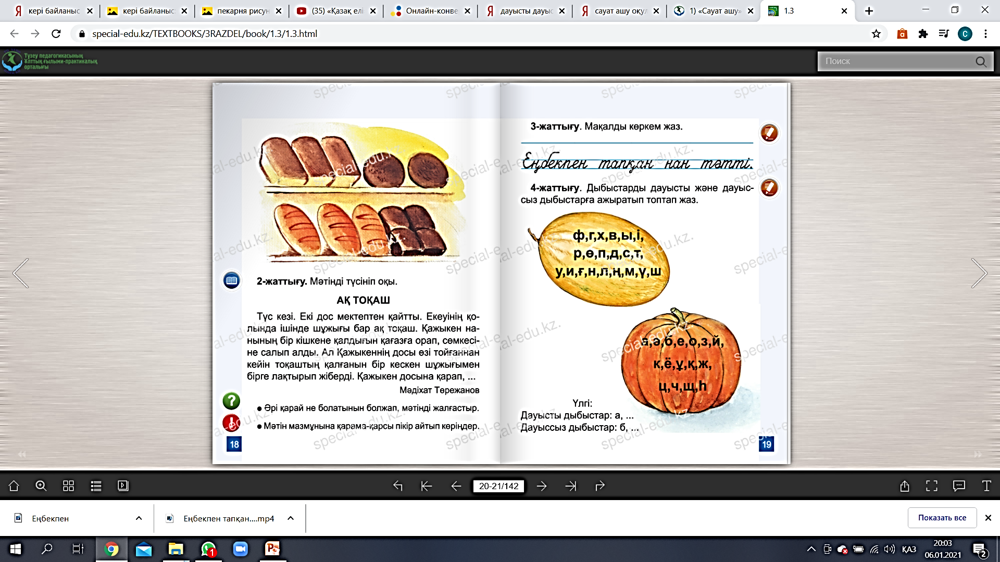 кері байланыс
кері байланыс:
пекарня рисун
(35) «Қазақ елі
Онлайн-конве
дауысты дауыс
сауат ашу оқул
1) «Сауат ашу»
1.3
special-edu.kz/TEXTBOOKS/3RAZDEL/book/1.3/1.3.html
C
Түзеу педагогикасының
Ұлттық ғылыми-практикалық
орталығы
Поиск
2-жаттығу. Мәтінді түсініп оқы.
АҚ ТОҚАШ
Түс кезі. Екі дос мектептен қайтты. Екеуінің қо-
лында ішінде шұжығы бар ақ тоқаш. Қажыкен на-
нының бір кішкене қалдығын қағазға орап, сөмкесі-
не салып алды. Ал Қажыкеннің досы өзі тойғаннан
кейін тоқаштың қалғанын бір кескен шұжығымен
бірге лақтырып жіберді. Қажыкен досына қарап, ...
Мәдіхат Төрежанов
● Әрі қарай не болатынын болжап, мәтінді жалғастыр.
● Мәтін мазмұнына қарама-қарсы пікір айтып көріңдер.
18
3-жаттығу. Мақалды көркем жаз.
Еңбекпен тапқан нан тәтті.
4-жаттығу. Дыбыстарды дауысты және дауыс-
сыз дыбыстарға ажыратып топтап жаз.
ф,г,х,в,ы,і,
р,ө,п,д,с,т,
у,и,ғ,н,л,ң,м,ү,ш
а,ә,б,е,о,з,й,
к,ё,ұ,қ,ж,
ц,ч,щ,һ
Үлгі:
Дауысты дыбыстар: а, ...
Дауыссыз дыбыстар: б, ...
19
special-edu.kz.
20-21/142
Еңбекпен
Еңбекпен тапқан....mp4
Показать все
1
ҚАЗ
20:03
06.01.2021
2